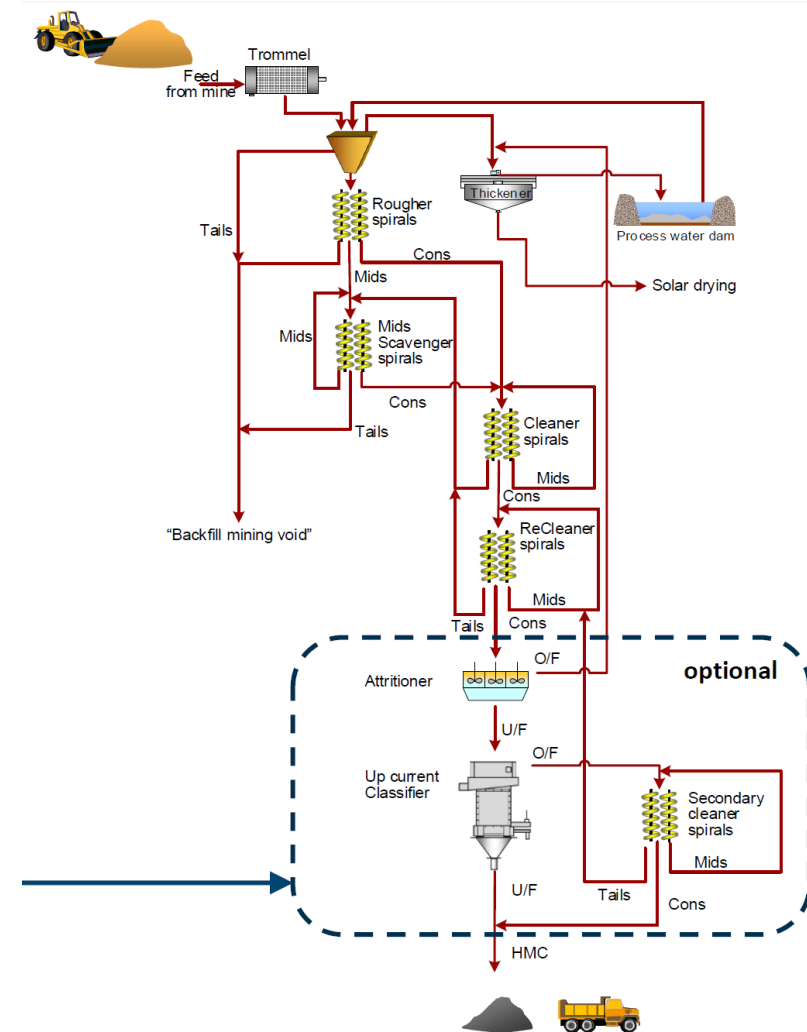 Trommel
Feed
from mine
Thickener
Process water dam
Rougher
spirals
Tails
Cons
Mids
Solar drying
Mids
Mids
Scavenger
spirals
Cons
Tails
Cleaner
spirals
Mids
Cons
“Backfill mining void”
ReCleaner
spirals
Mids
Tails
Cons
optional
O/F
Attritioner
U/F
O/F
Up current
Classifier
Secondary
cleaner
spirals
Mids
U/F
Tails
Cons
HMC